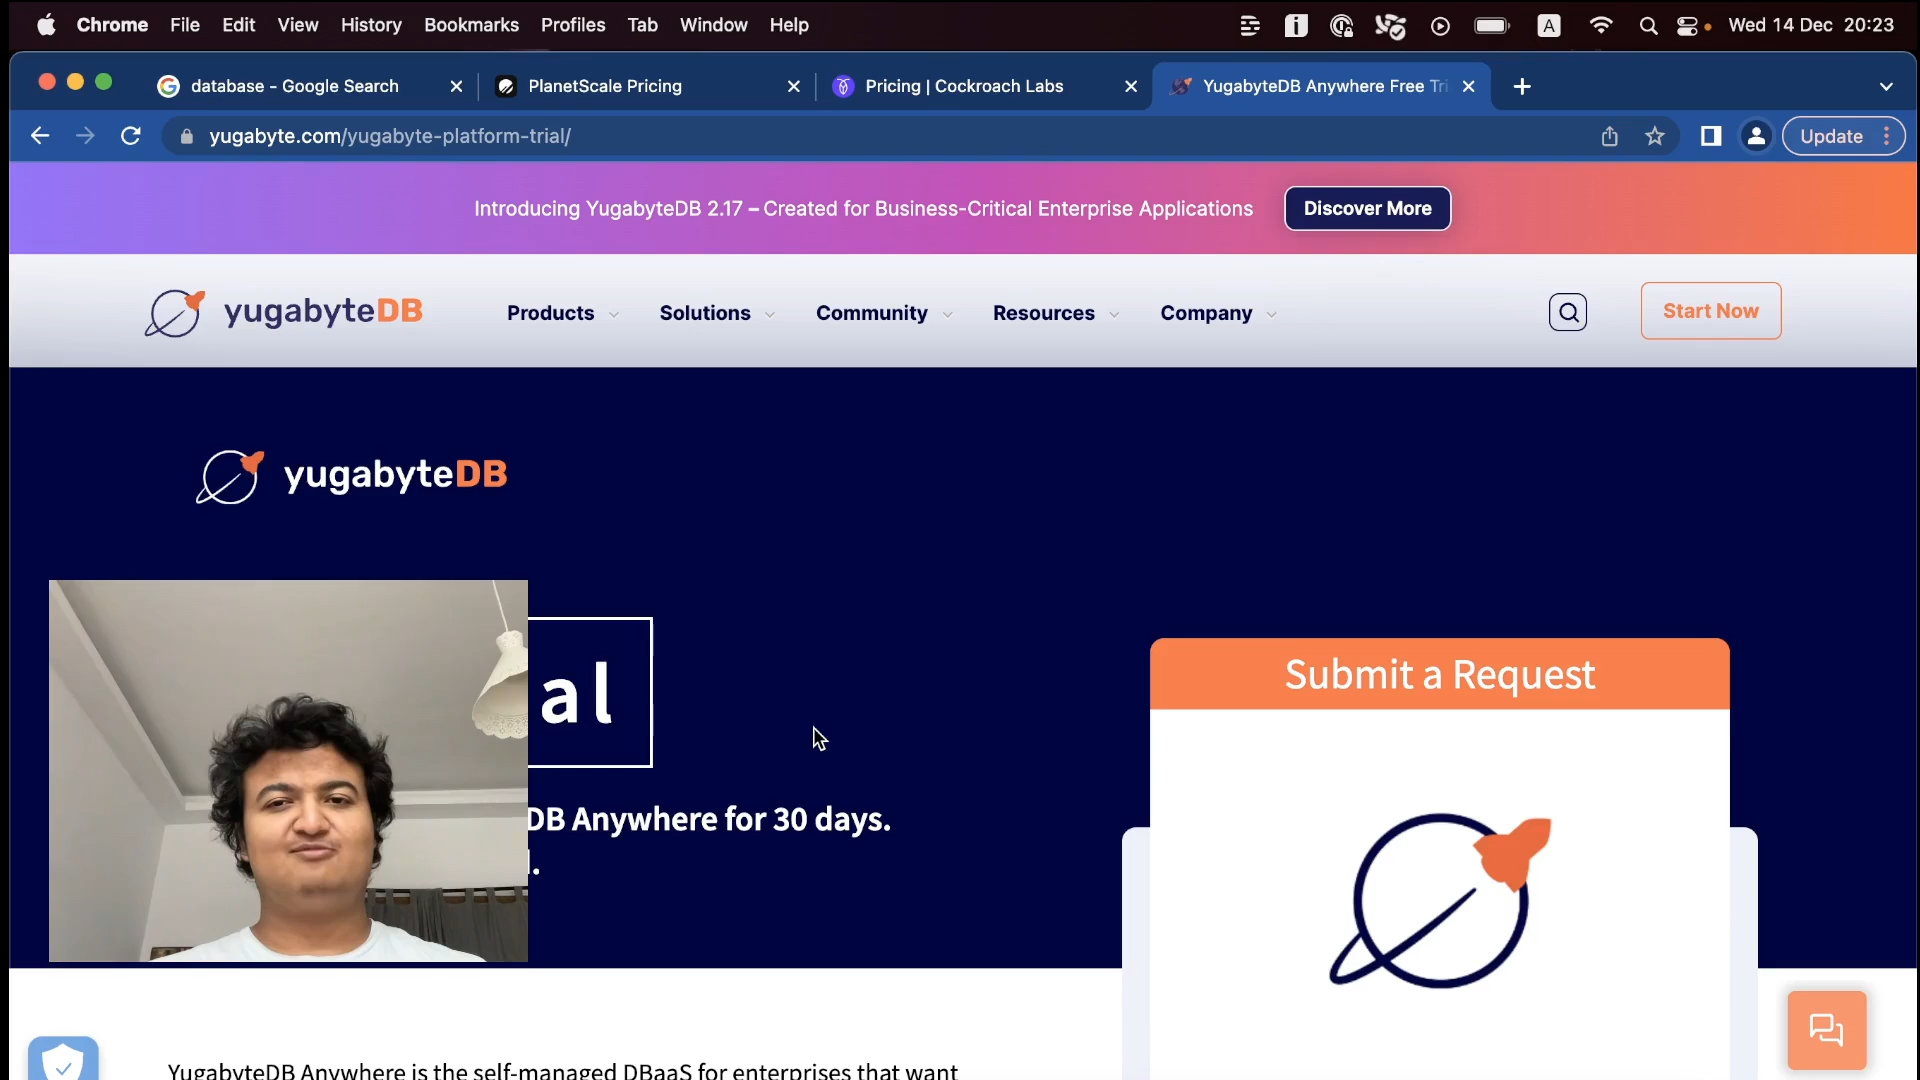 Chrome File Edit View History Bookmarks Profiles Tab Window Help A Wed 14 Dec 20:23
database - Google Search PlanetScale Pricing Pricing | Cockroach Labs YugabyteDB Anywhere Free Tri
yugabyte.com/yugabyte-platform-trial/ Update
Introducing YugabyteDB 2.17 – Created for Business-Critical Enterprise Applications Discover More
yugabyteDB Products Solutions Community Resources Company Start Now
yugabyteDB
al
DB Anywhere for 30 days.
Submit a Request
YugabyteDB Anywhere is the self-managed DBaaS for enterprises that want